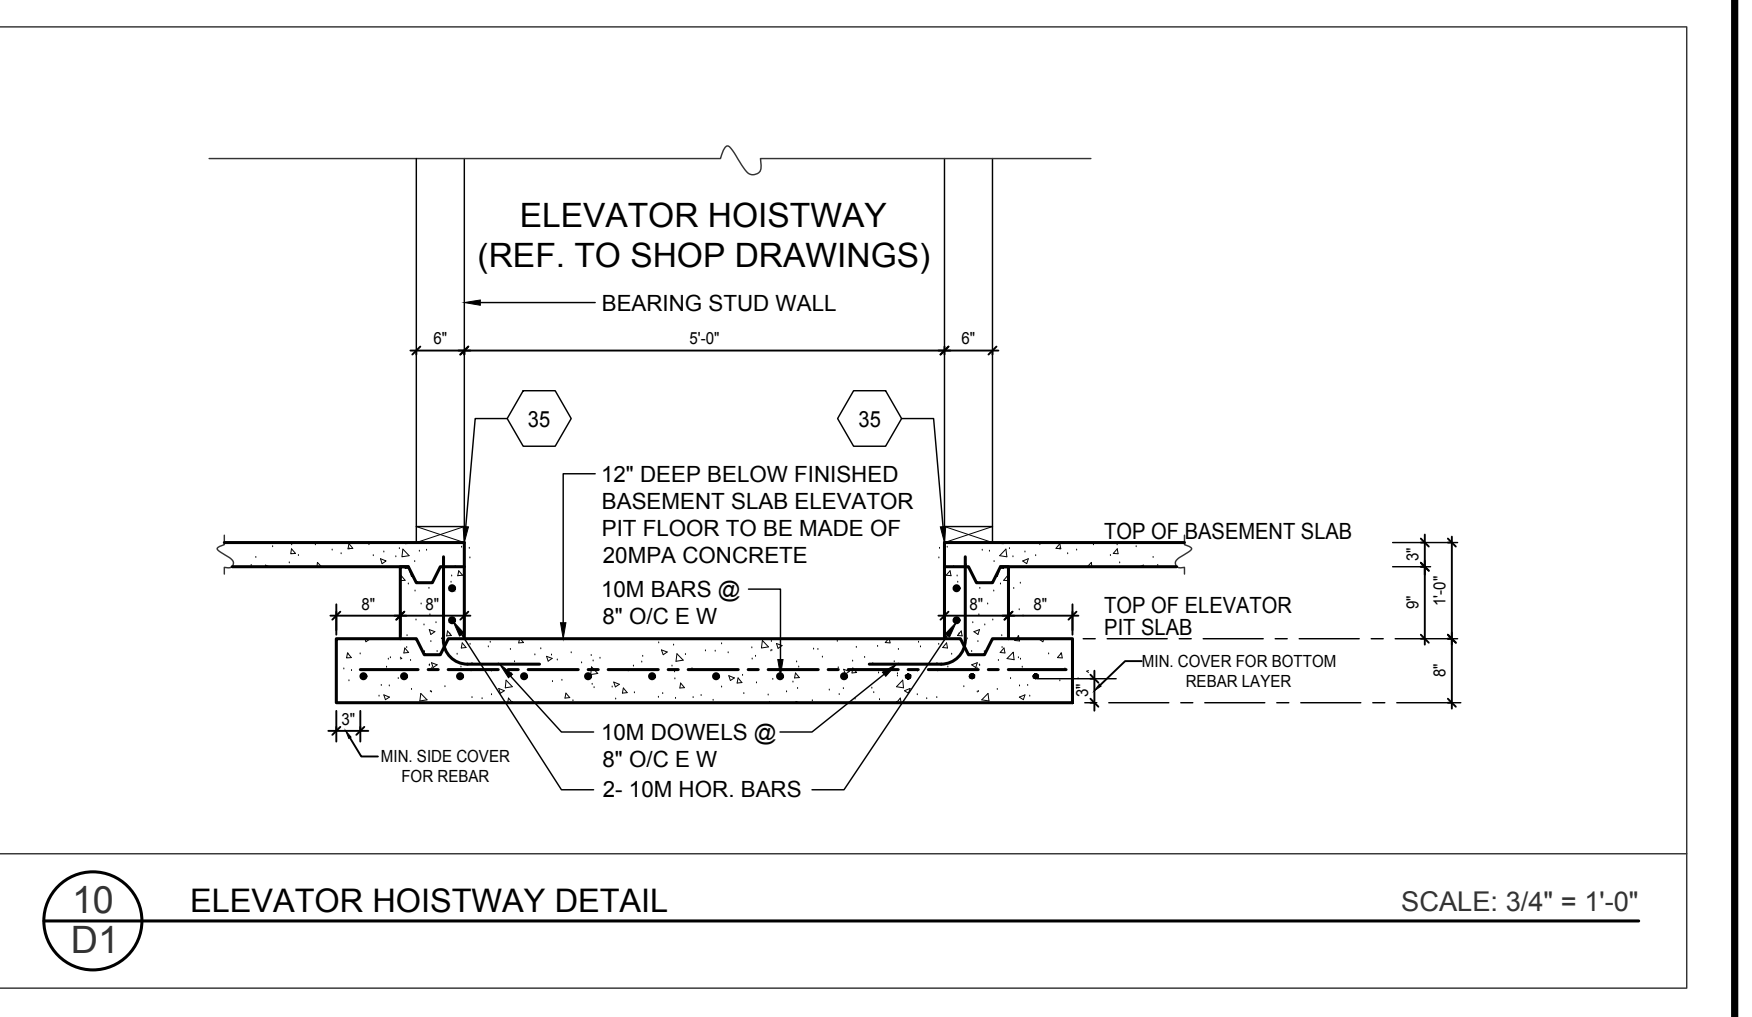 ELEVATOR HOISTWAY
(REF. TO SHOP DRAWINGS)
BEARING STUD WALL
6"
5'-0"
6"
35
35
12" DEEP BELOW FINISHED
BASEMENT SLAB ELEVATOR
PIT FLOOR TO BE MADE OF
20MPA CONCRETE
TOP OF BASEMENT SLAB
3"
1'-0"
9"
10M BARS @
8" O/C E W
8"
8"
8"
8"
TOP OF ELEVATOR
PIT SLAB
MIN. COVER FOR BOTTOM
REBAR LAYER
3"
8"
3"
MIN. SIDE COVER
FOR REBAR
10M DOWELS @
8" O/C E W
2- 10M HOR. BARS
10
D1
ELEVATOR HOISTWAY DETAIL
SCALE: 3/4" = 1'-0"